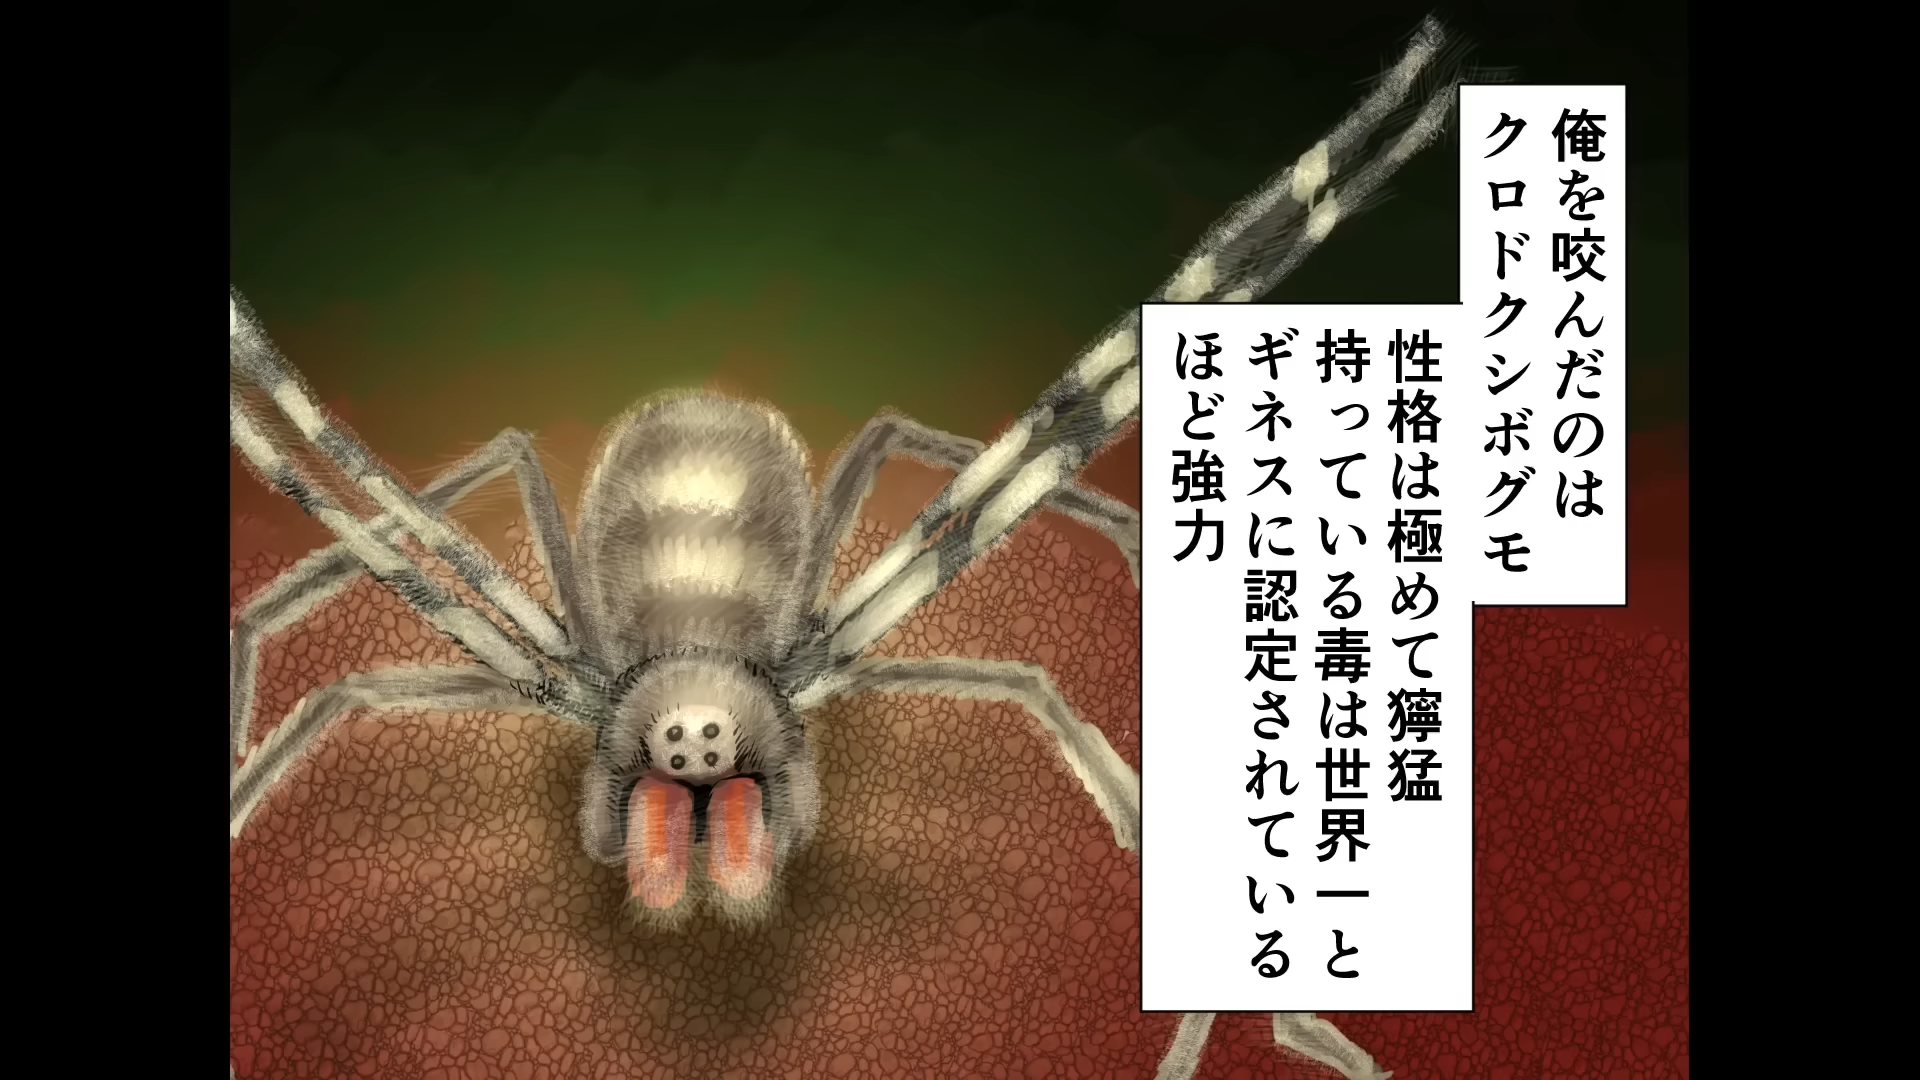 俺を咬んだのは
クロドクシボグモ
性格は極めて獰猛
持っている毒は世界一と
ギネスに認定されている
ほど強力